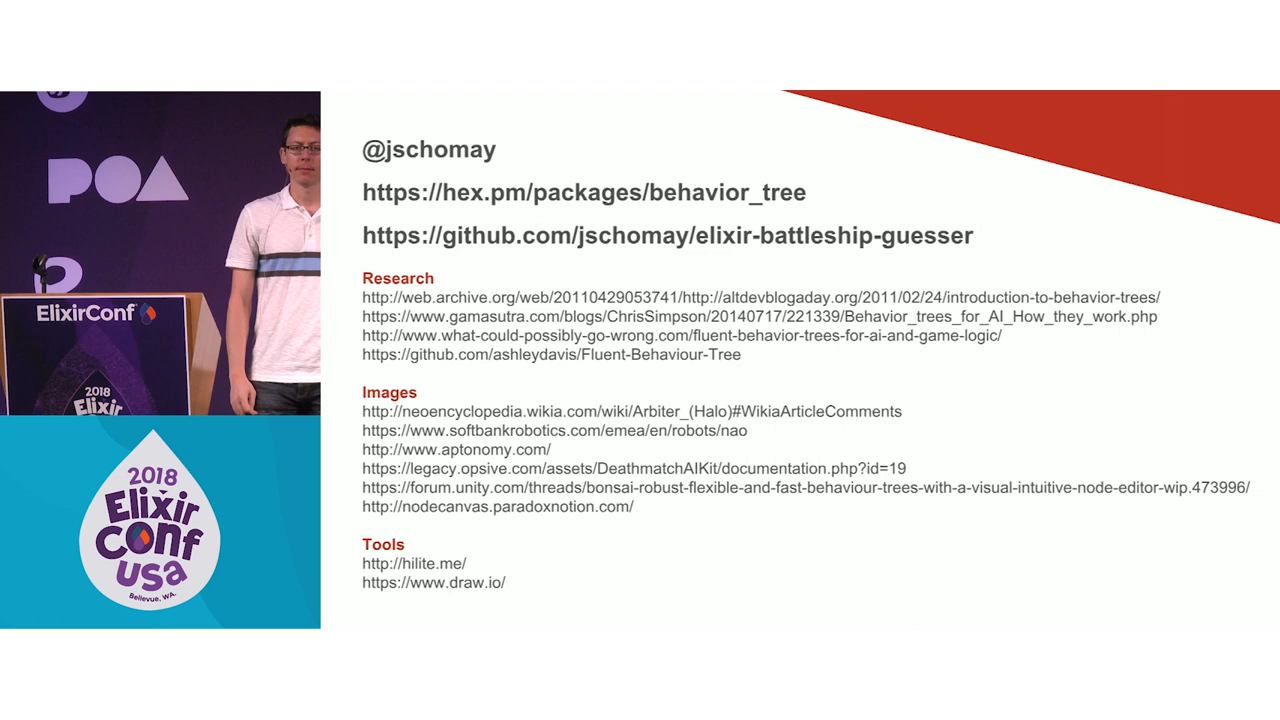 POA
ElixirConf
2018
Elixir
2018
Elixir
Conf
USA
Bellevue, WA.
@jschomay
https://hex.pm/packages/behavior_tree
https://github.com/jschomay/elixir-battleship-guesser
Research
http://web.archive.org/web/20110429053741/http://altdevblogaday.org/2011/02/24/introduction-to-behavior-trees/
https://www.gamasutra.com/blogs/ChrisSimpson/20140717/221339/Behavior_trees_for_AI_How_they_work.php
http://www.what-could-possibly-go-wrong.com/fluent-behavior-trees-for-ai-and-game-logic/
https://github.com/ashleydavis/Fluent-Behaviour-Tree
Images
http://neoencyclopedia.wikia.com/wiki/Arbiter_(Halo)#WikiaArticleComments
https://www.softbankrobotics.com/emea/en/robots/nao
http://www.aptonomy.com/
https://legacy.opsive.com/assets/DeathmatchAIKit/documentation.php?id=19
https://forum.unity.com/threads/bonsai-robust-flexible-and-fast-behaviour-trees-with-a-visual-intuitive-node-editor-wip.473996/
http://nodecanvas.paradoxnotion.com/
Tools
http://hilite.me/
https://www.draw.io/